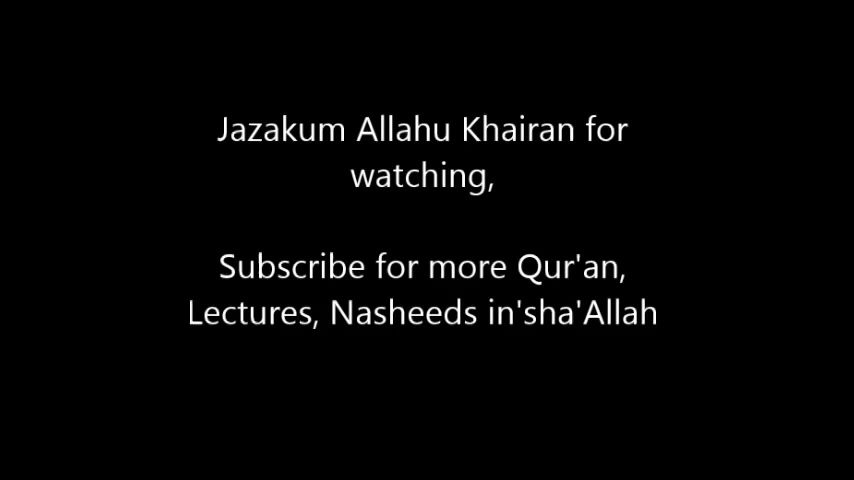 Jazakum Allahu Khairan for
watching,
Subscribe for more Qur'an,
Lectures, Nasheeds in'sha'Allah